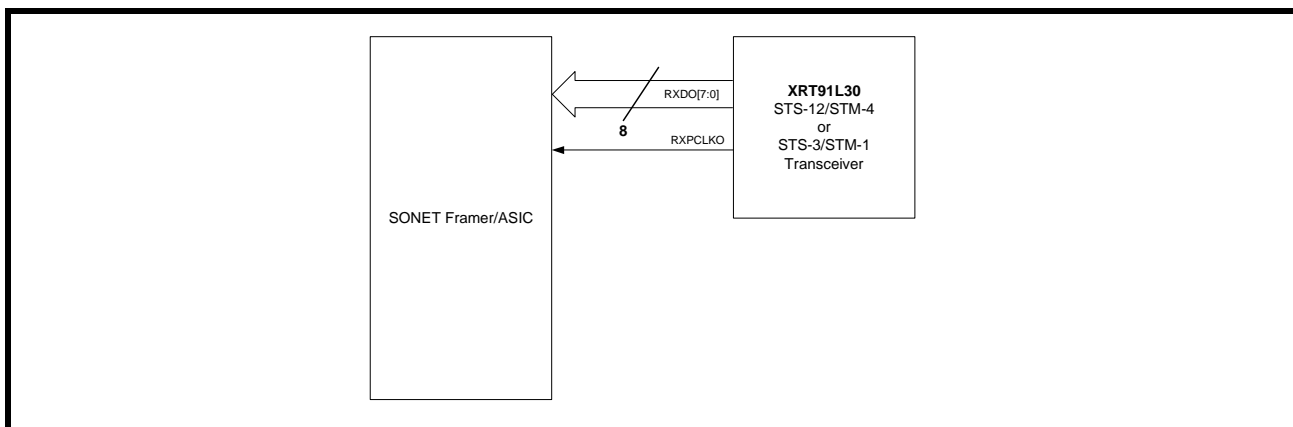 RXDO[7:0]
8
RXPCLKO
XRT91L30
STS-12/STM-4
or
STS-3/STM-1
Transceiver
SONET Framer/ASIC